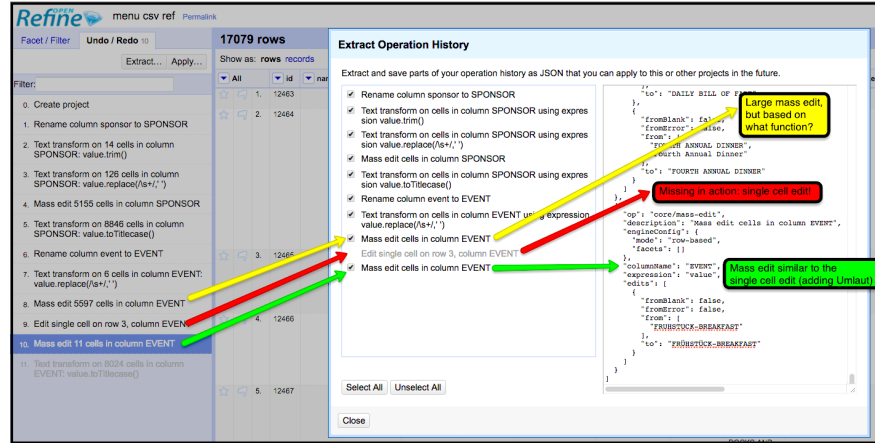 OPEN
Refine menu csv ref Permalink
Facet / Filter Undo / Redo 10
Extract... Apply...
Filter:
0. Create project
1. Rename column sponsor to SPONSOR
2. Text transform on 14 cells in column
SPONSOR: value.trim()
3. Text transform on 126 cells in column
SPONSOR: value.replace(/\s+/,' ')
4. Mass edit 5155 cells in column SPONSOR
5. Text transform on 8846 cells in column
SPONSOR: value.toTitlecase()
6. Rename column event to EVENT
7. Text transform on 6 cells in column EVENT:
value.replace(/\s+/,' ')
8. Mass edit 5597 cells in column EVENT
9. Edit single cell on row 3, column EVENT
10. Mass edit 11 cells in column EVENT
11. Text transform on 8024 cells in column
EVENT: value.toTitlecase()
17079 rows
Show as: rows records
All id nar
1. 12463
2. 12464
3. 12465
4. 12466
5. 12467
Extract Operation History
Extract and save parts of your operation history as JSON that you can apply to this or other projects in the future.
Rename column sponsor to SPONSOR
Text transform on cells in column SPONSOR using expres
sion value.trim()
Text transform on cells in column SPONSOR using expres
sion value.replace(/\s+/,' ')
Mass edit cells in column SPONSOR
Text transform on cells in column SPONSOR using expres
sion value.toTitlecase()
Rename column event to EVENT
Text transform on cells in column EVENT using expression
value.replace(/\s+/,' ')
Mass edit cells in column EVENT
Edit single cell on row 3, column EVENT
Mass edit cells in column EVENT
Select All Unselect All
Close
],
"to": "DAILY BILL OF
},
{
"fromBlank": false,
"fromError": false,
"from": [
"FOURTH ANNUAL DINNER",
"Fourth Annual Dinner"
],
"to": "FOURTH ANNUAL DINNER"
}
]
},
{
"op": "core/mass-edit",
"description": "Mass edit cells in column EVENT",
"engineConfig": {
"mode": "row-based",
"facets": []
},
"columnName": "EVENT",
"expression": "value",
"edits": [
{
"fromBlank": false,
"fromError": false,
"from": [
"FRUHSTUCK-BREAKFAST"
],
"to": "FRÜHSTÜCK-BREAKFAST"
}
]
}
]
Large mass edit,
but based on
what function?
Missing in action: single cell edit!
Mass edit similar to the
single cell edit (adding Umlaut)